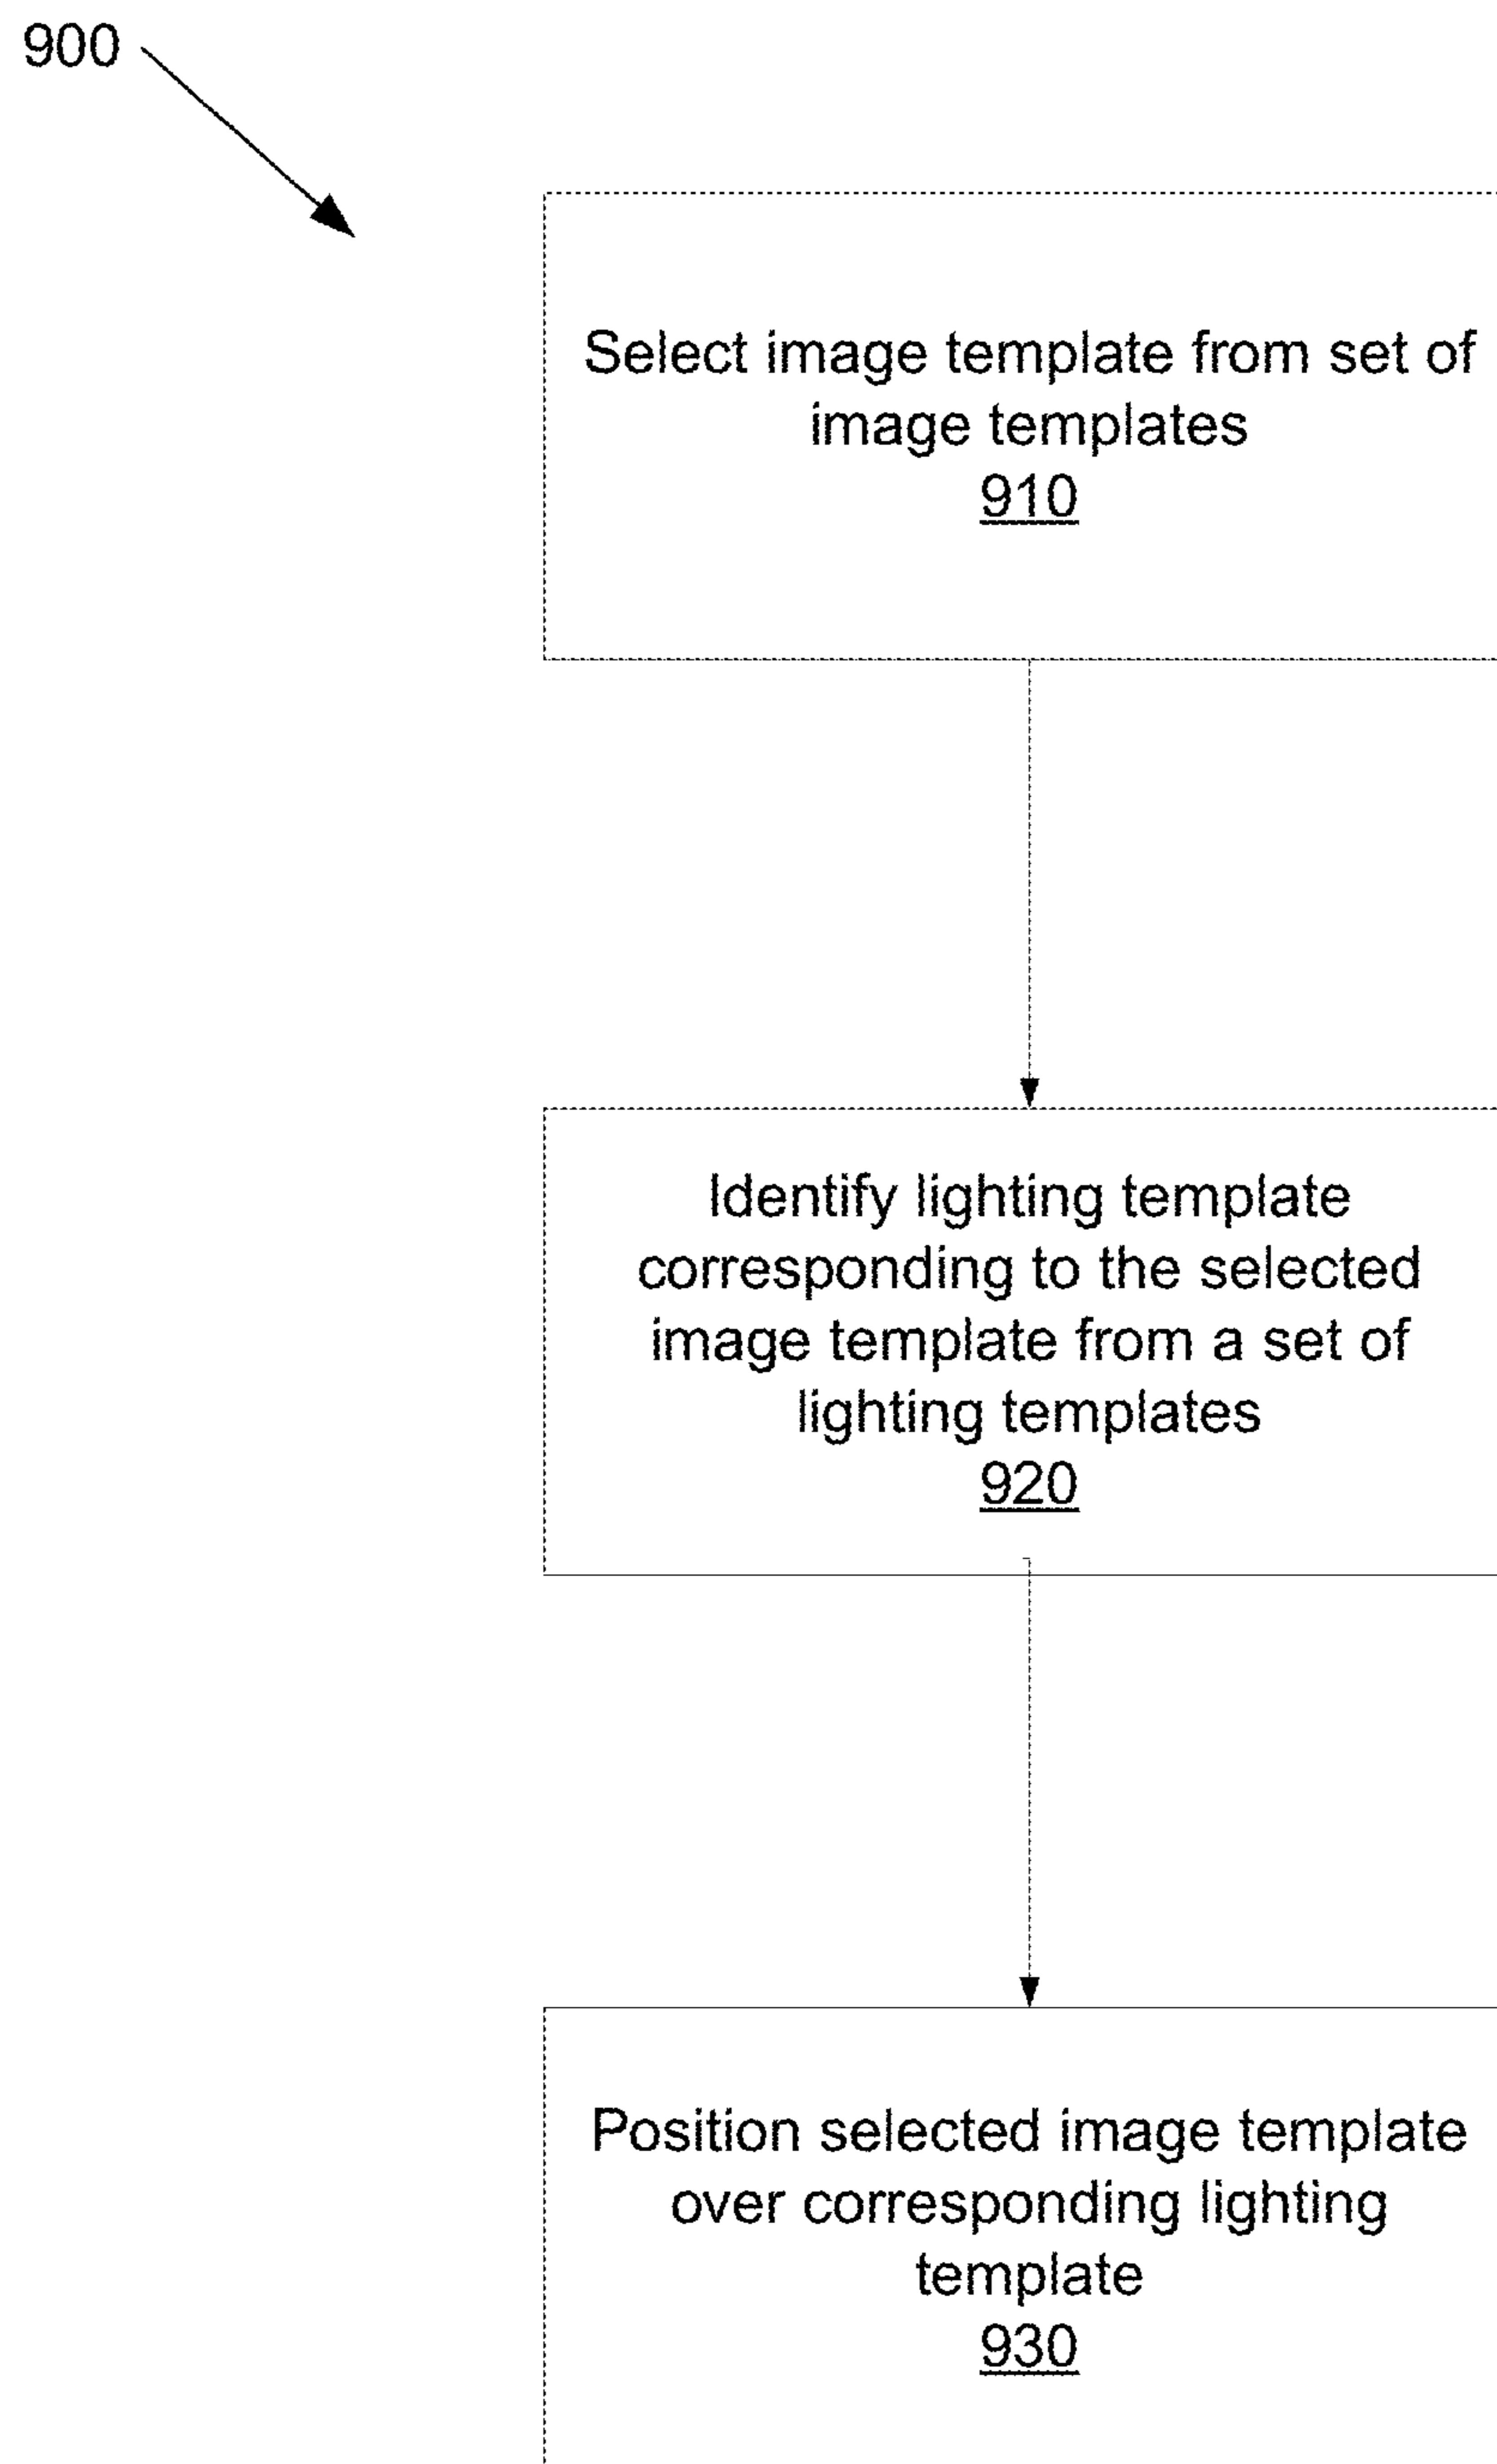 900
Select image template from set of
image templates
910
Identify lighting template
corresponding to the selected
image template from a set of
lighting templates
920
Position selected image template
over corresponding lighting
template
930